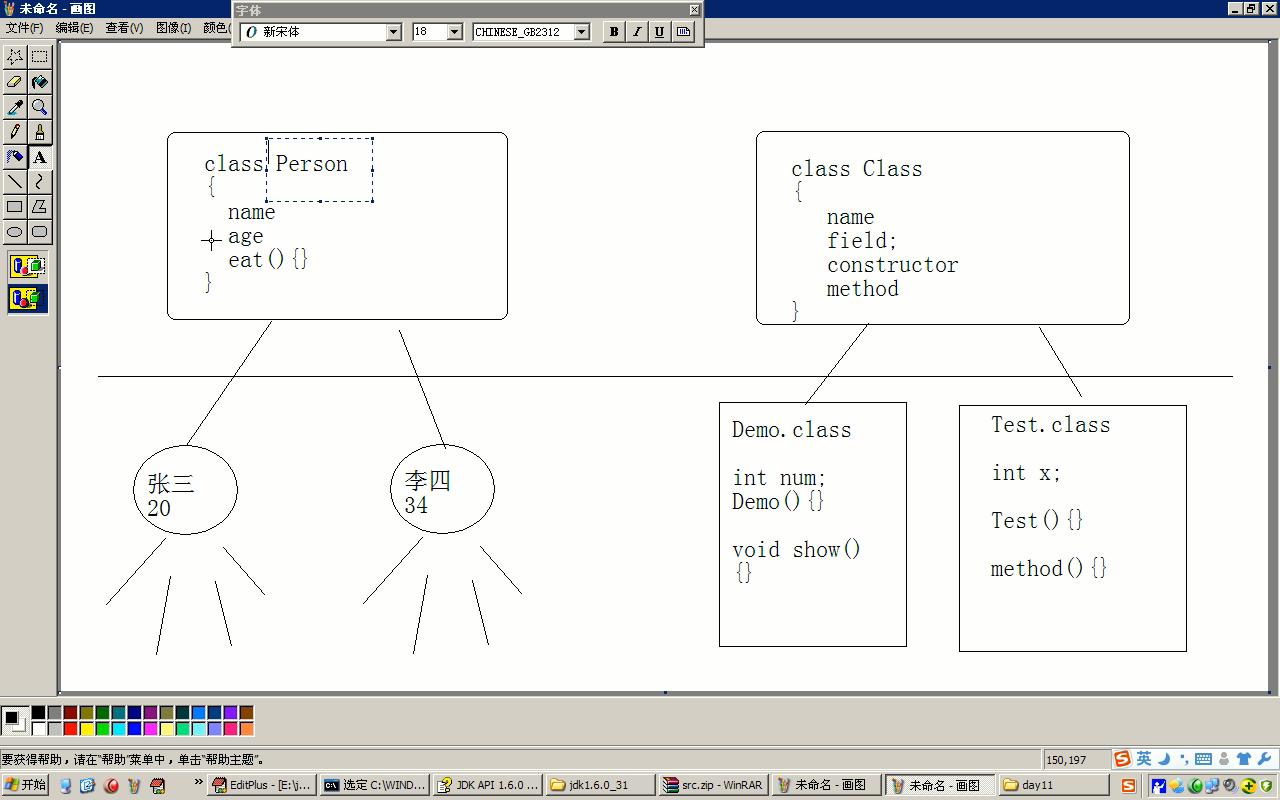 未命名 - 画图
文件(F) 编辑(E) 查看(V) 图像(I) 颜色(
字体
O 新宋体 18 CHINESE_GB2312 B I U
A
class Person
{
name
age
eat(){}
}
class Class
{
name
field;
constructor
method
}
张三
20
李四
34
Demo.class
int num;
Demo(){}
void show()
{}
Test.class
int x;
Test(){}
method(){}
要获得帮助，请在“帮助”菜单中，单击“帮助主题”。 150,197 英
开始 » EditPlus - [E:\j... 选定 C:\WIND... JDK API 1.6.0 ... jdk1.6.0_31 src.zip - WinRAR 未命名 - 画图 未命名 - 画图 day11